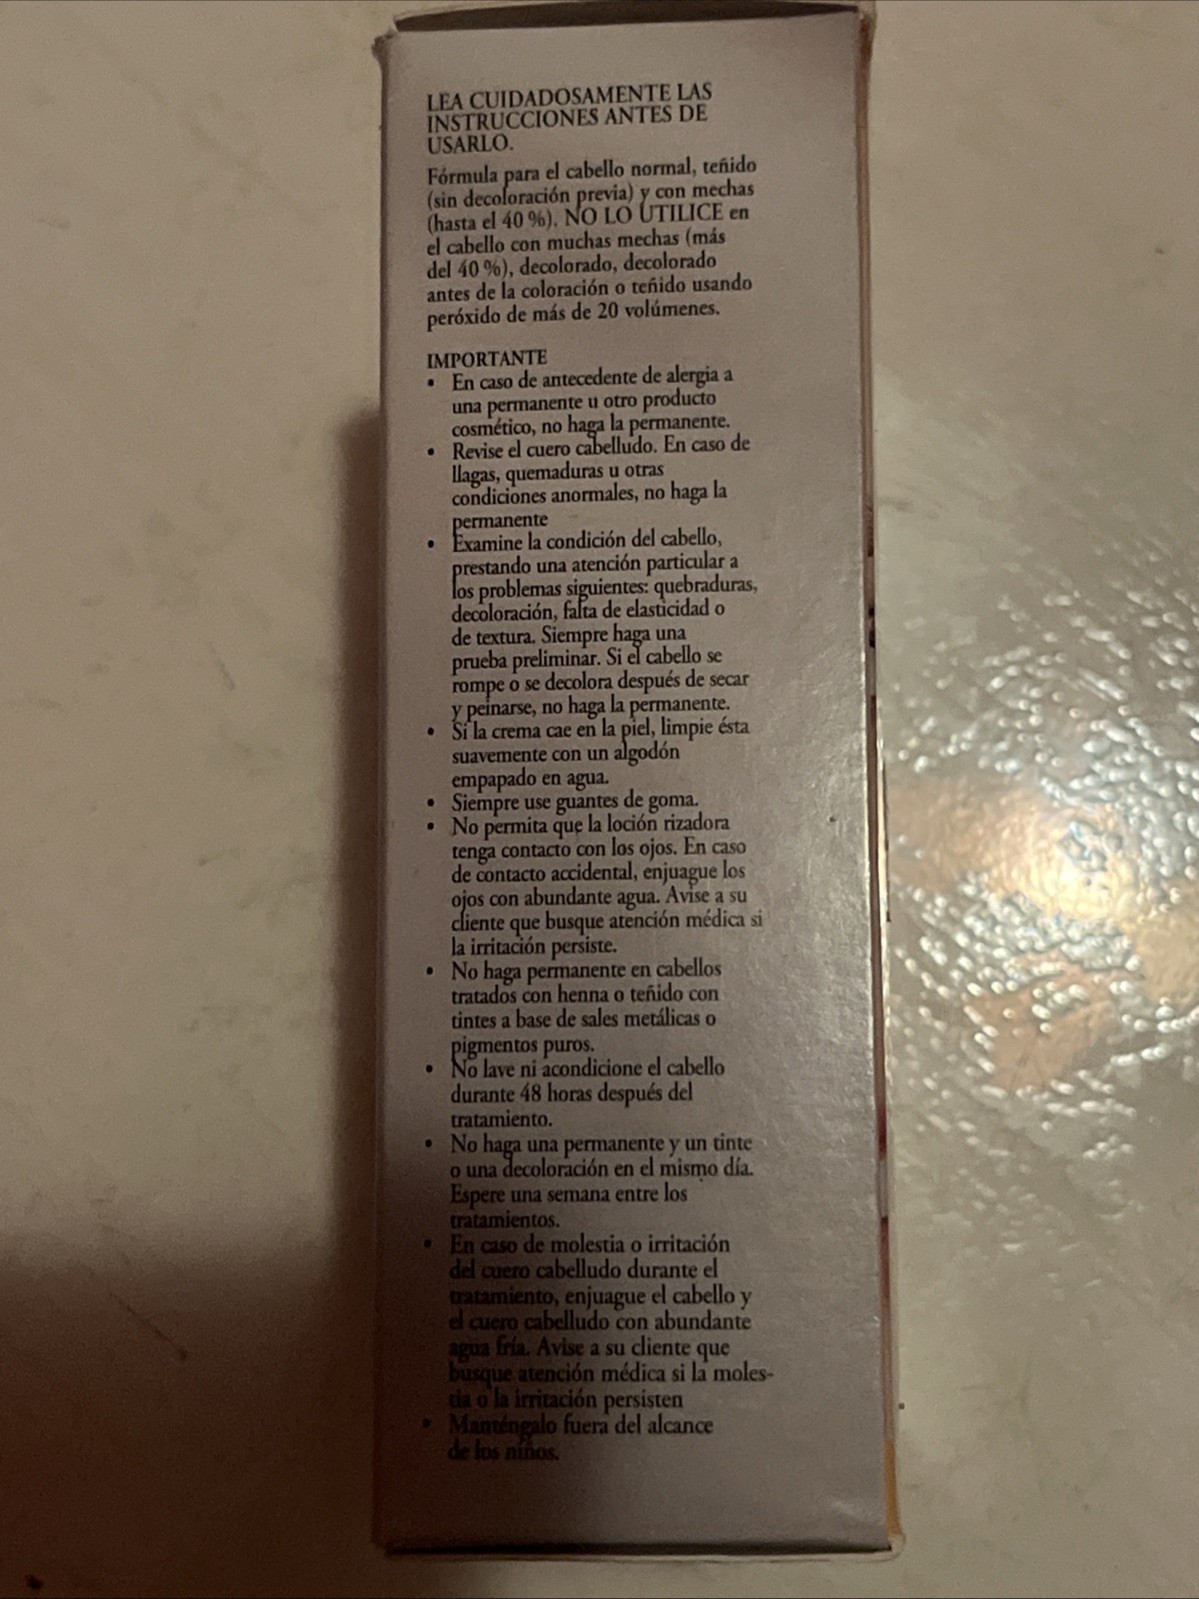 LEA CUIDADOSAMENTE LAS
INSTRUCCIONES ANTES DE
USARLO.
Fórmula para el cabello normal, teñido
(sin decoloración previa) y con mechas
(hasta el 40 %). NO LO UTILICE en
el cabello con muchas mechas (más
del 40 %), decolorado, decolorado
antes de la coloración o teñido usando
peróxido de más de 20 volúmenes.
IMPORTANTE
• En caso de antecedente de alergia a
una permanente u otro producto
cosmético, no haga la permanente.
• Revise el cuero cabelludo. En caso de
llagas, quemaduras u otras
condiciones anormales, no haga la
permanente
• Examine la condición del cabello,
prestando una atención particular a
los problemas siguientes: quebraduras,
decoloración, falta de elasticidad o
de textura. Siempre haga una
prueba preliminar. Si el cabello se
rompe o se decolora después de secar
y peinarse, no haga la permanente.
• Si la crema cae en la piel, limpie ésta
suavemente con un algodón
empapado en agua.
• Siempre use guantes de goma.
• No permita que la loción rizadora
tenga contacto con los ojos. En caso
de contacto accidental, enjuague los
ojos con abundante agua. Avise a su
cliente que busque atención médica si
la irritación persiste.
• No haga permanente en cabellos
tratados con henna o teñido con
tintes a base de sales metálicas o
pigmentos puros.
• No lave ni acondicione el cabello
durante 48 horas después del
tratamiento.
• No haga una permanente y un tinte
o una decoloración en el mismo día.
Espere una semana entre los
tratamientos.
• En caso de molestia o irritación
del cuero cabelludo durante el
tratamiento, enjuague el cabello y
el cuero cabelludo con abundante
agua fría. Avise a su cliente que
busque atención médica si la moles-
tia o la irritación persisten
• Manténgalo fuera del alcance
de los niños.